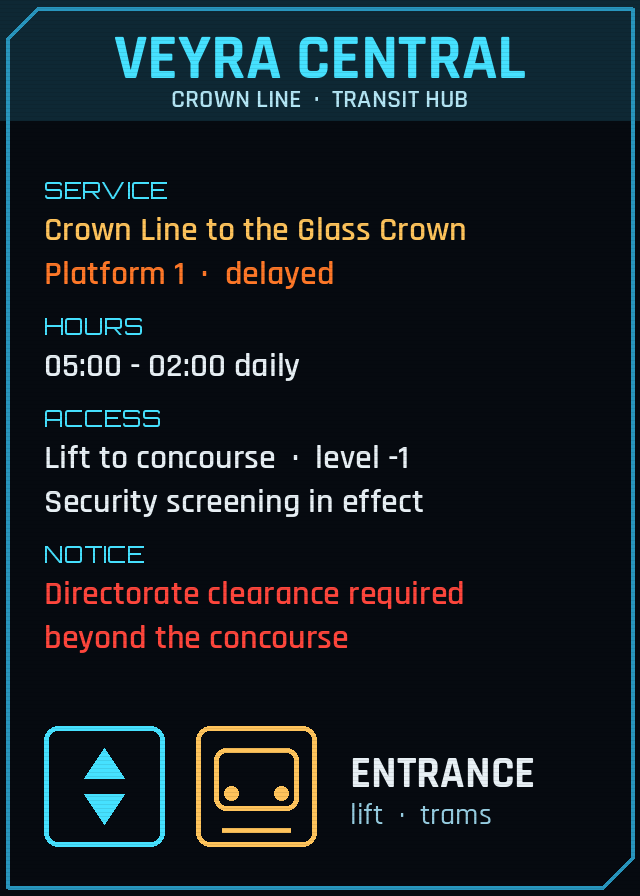 VEYRA CENTRAL
CROWN LINE · TRANSIT HUB
SERVICE
Crown Line to the Glass Crown
Platform 1 · delayed
HOURS
05:00 - 02:00 daily
ACCESS
Lift to concourse · level -1
Security screening in effect
NOTICE
Directorate clearance required
beyond the concourse
ENTRANCE
lift · trams